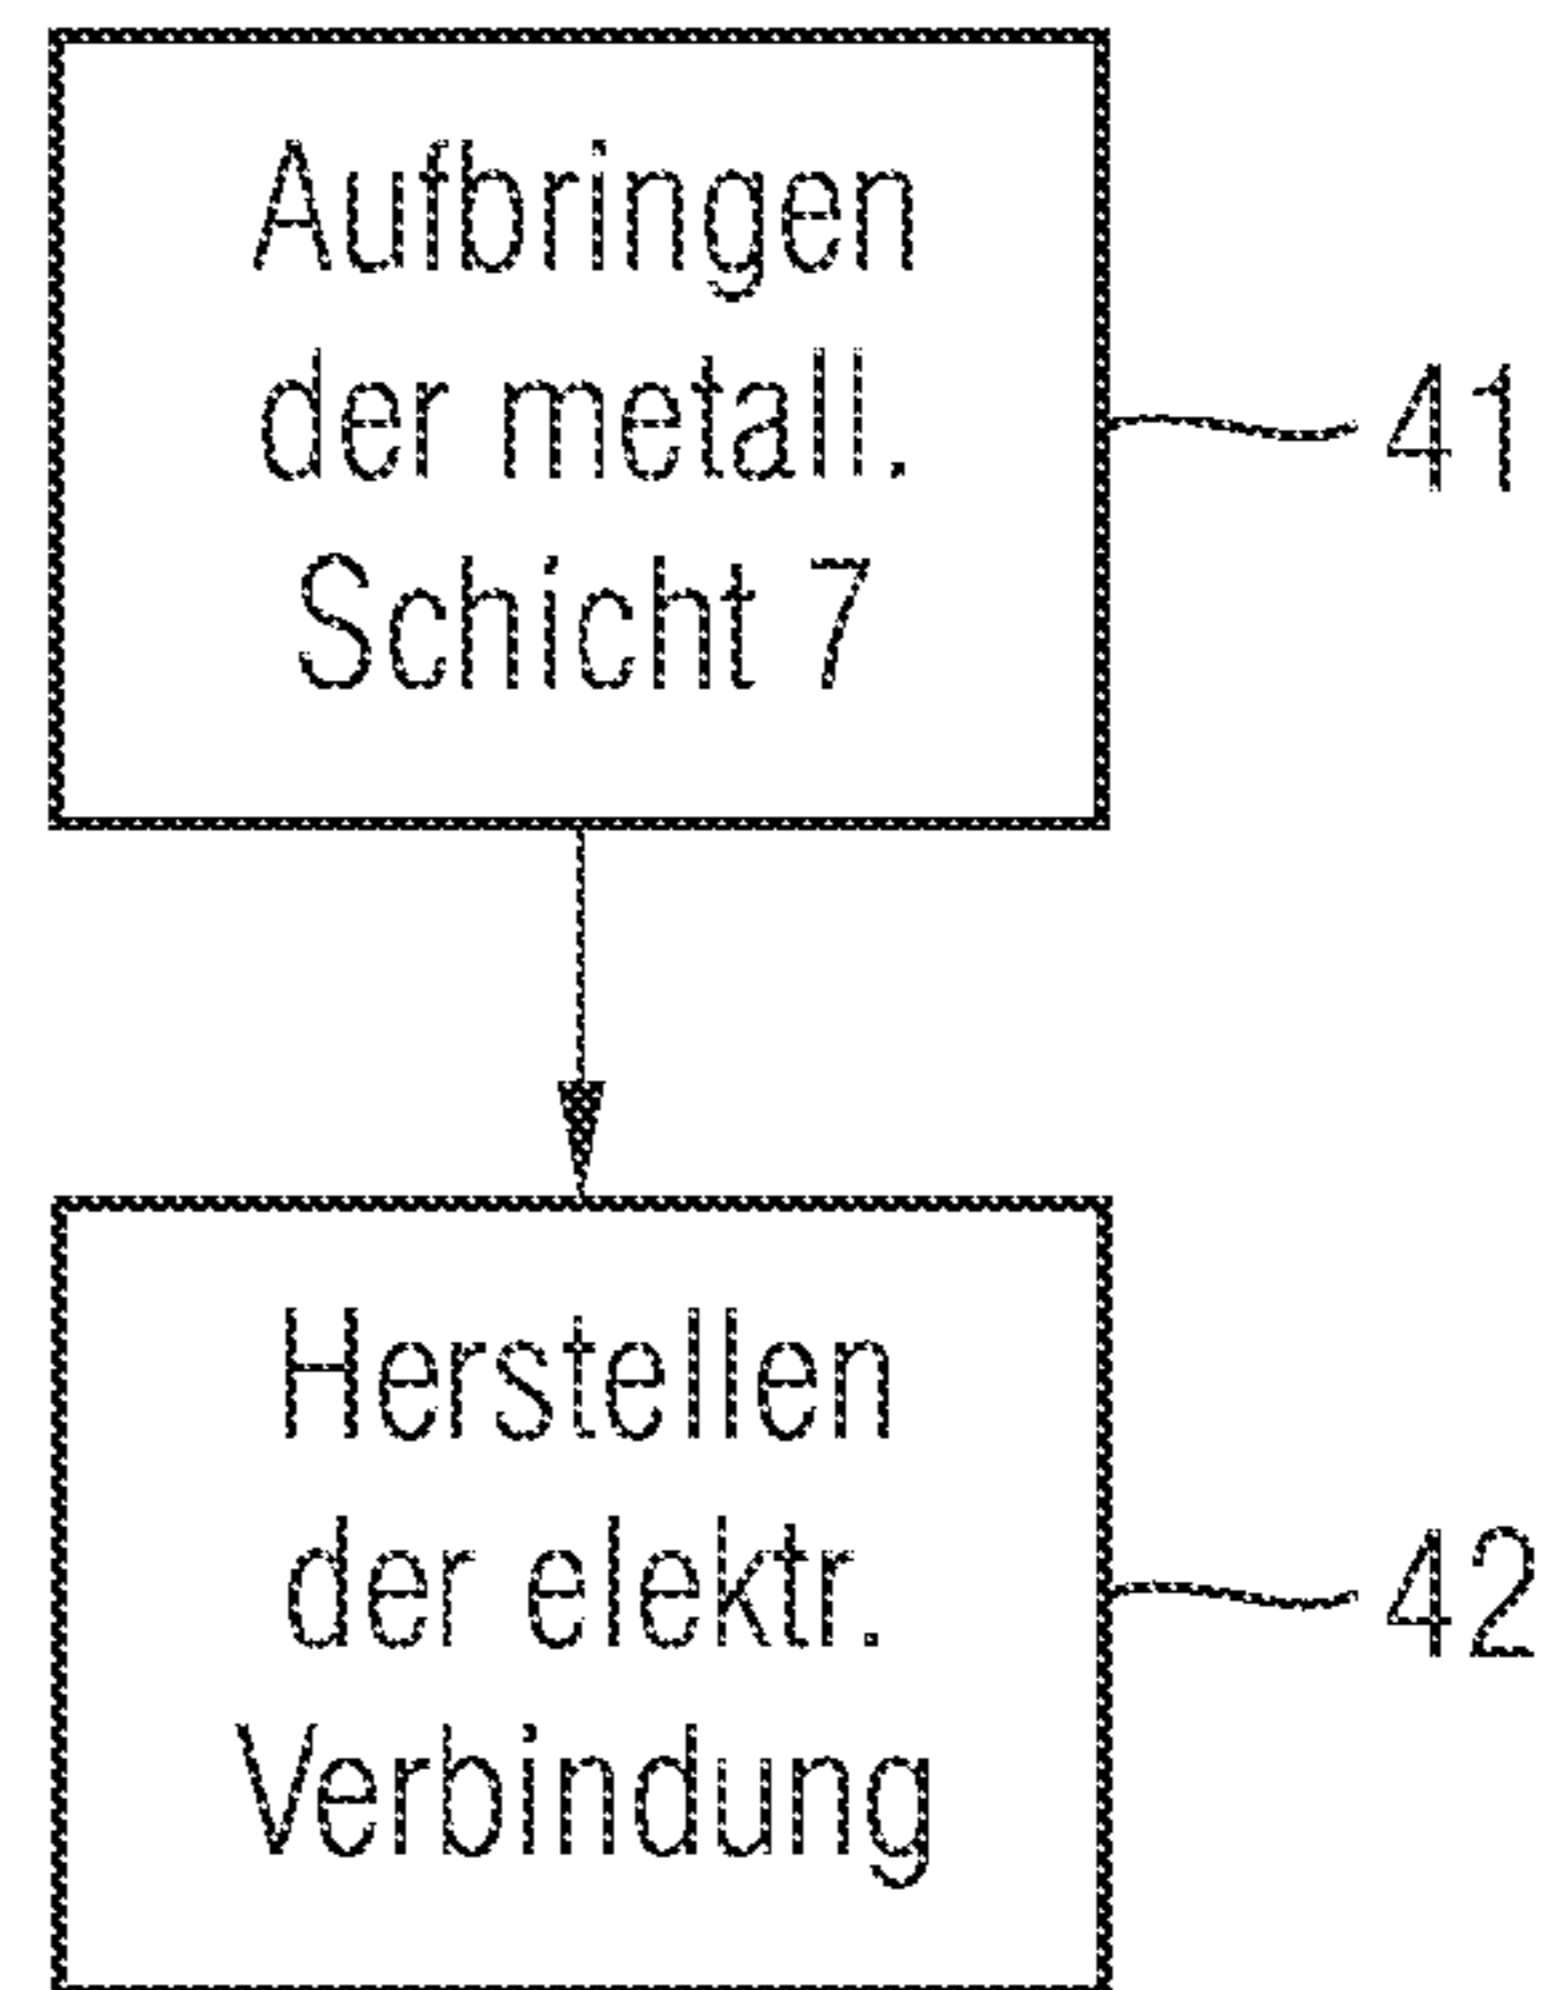 Aufbringen
der metall.
Schicht 7
41
Herstellen
der elektr.
Verbindung
42